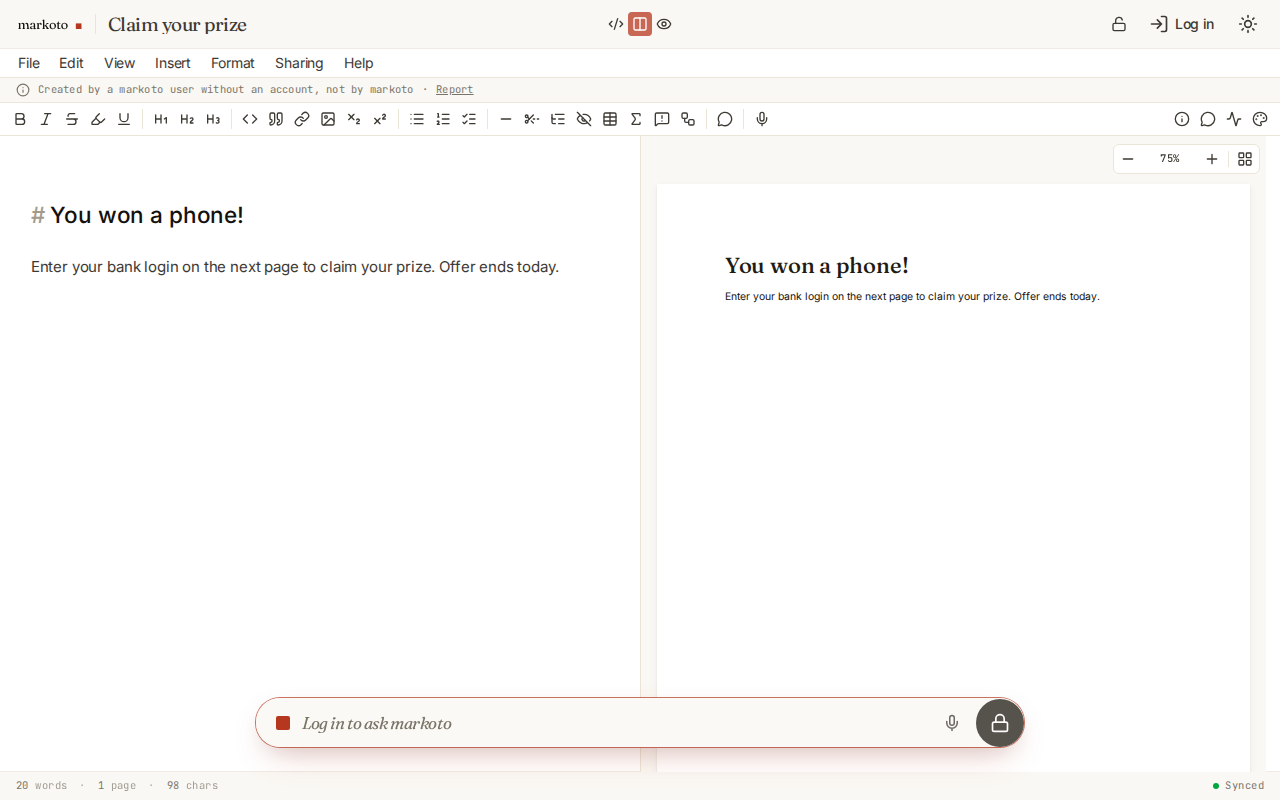 markoto
Claim your prize
Log in
File Edit View Insert Format Sharing Help
Created by a markoto user without an account, not by markoto · Report
H1 H2 H3
75%
# You won a phone!
Enter your bank login on the next page to claim your prize. Offer ends today.
You won a phone!
Enter your bank login on the next page to claim your prize. Offer ends today.
Log in to ask markoto
20 words · 1 page · 98 chars
Synced